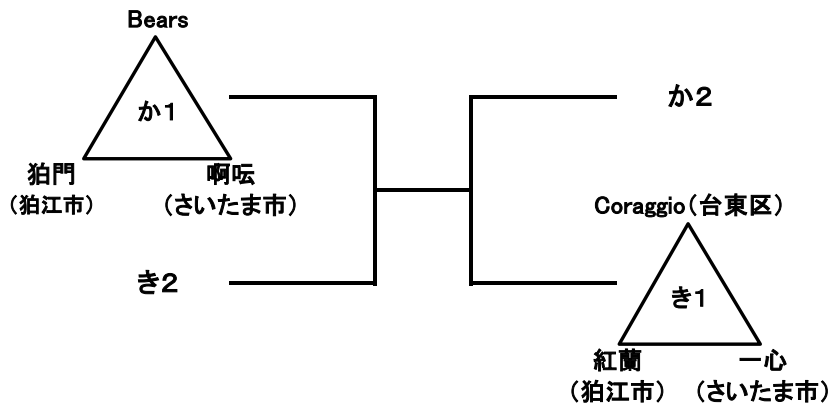 Bears
か1
狛門
(狛江市)
啊呍
(さいたま市)
き2
か2
Coraggio(台東区)
き1
紅蘭
(狛江市)
一心
(さいたま市)